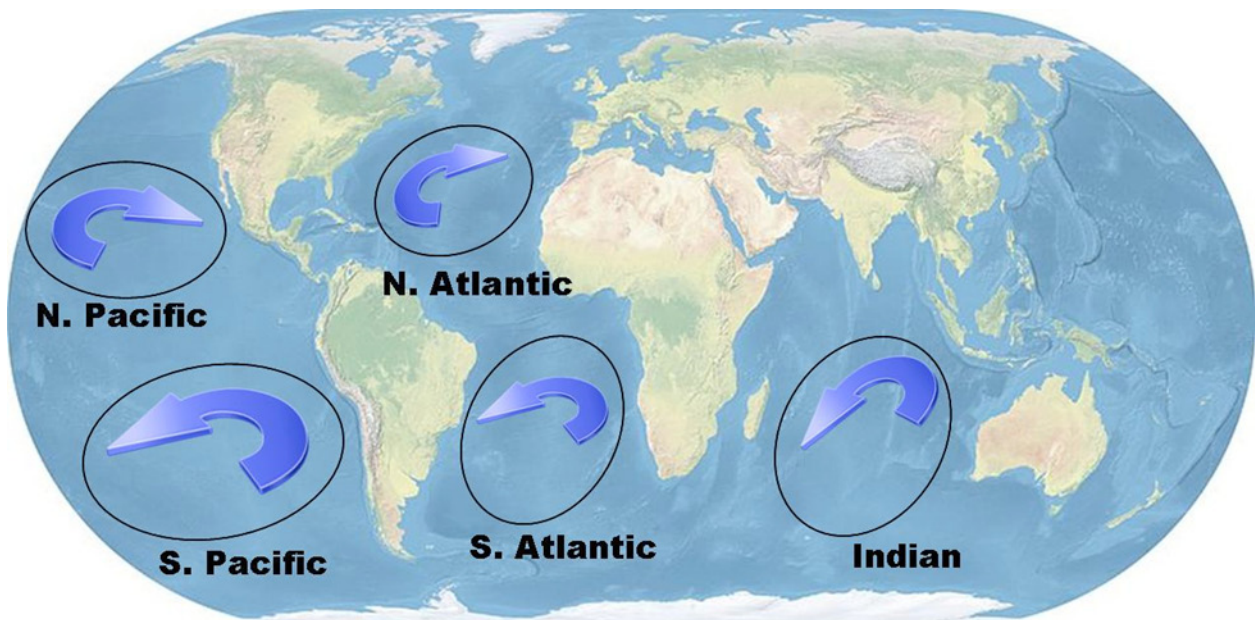 N. Atlantic
N. Pacific
S. Atlantic
Indian
S. Pacific